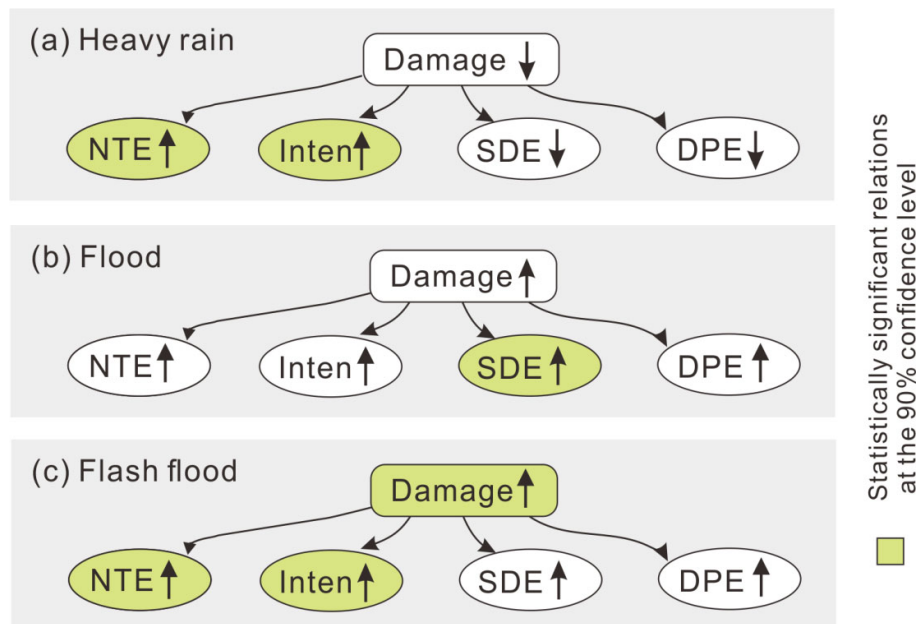 (a) Heavy rain
Damage ↓
NTE ↑ Inten ↑ SDE ↓ DPE ↓
(b) Flood
Damage ↑
NTE ↑ Inten ↑ SDE ↑ DPE ↑
(c) Flash flood
Damage ↑
NTE ↑ Inten ↑ SDE ↑ DPE ↑
Statistically significant relations
at the 90% confidence level